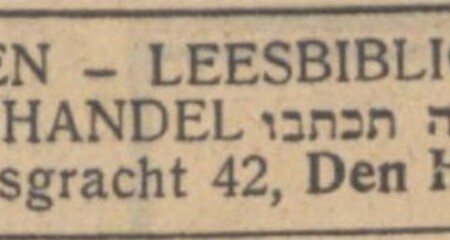 EN – LEESBIBLI
HANDEL ה תכתבו
sgracht 42, Den H